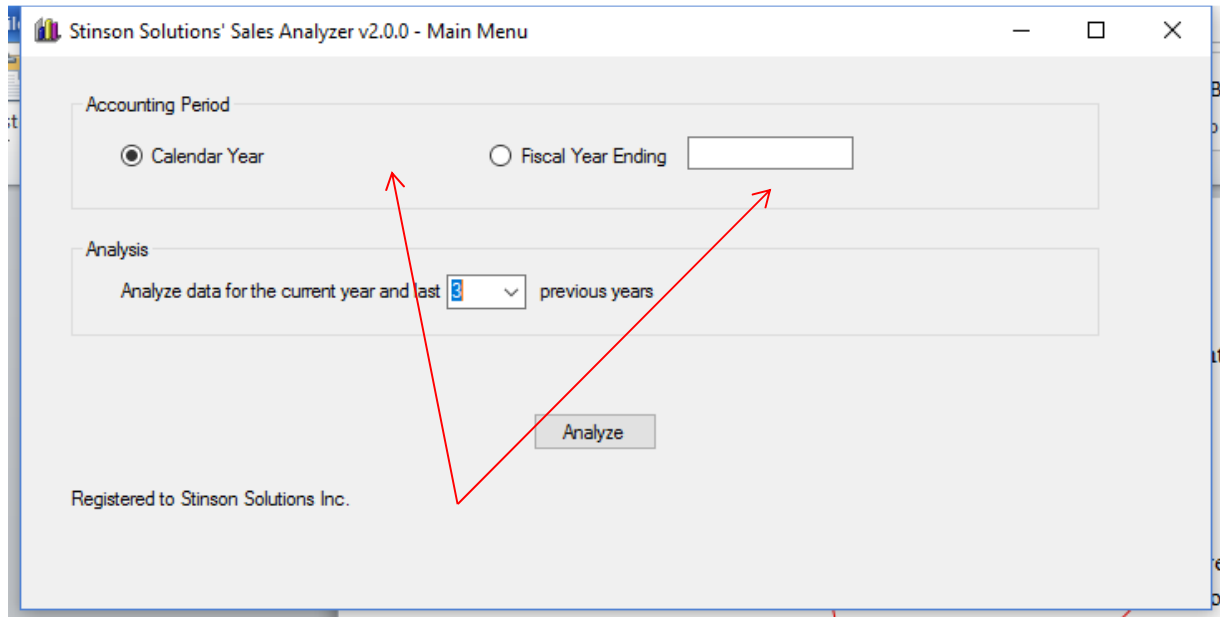 Stinson Solutions' Sales Analyzer v2.0.0 - Main Menu
Accounting Period
Calendar Year
Fiscal Year Ending
Analysis
Analyze data for the current year and last 3 previous years
Analyze
Registered to Stinson Solutions Inc.